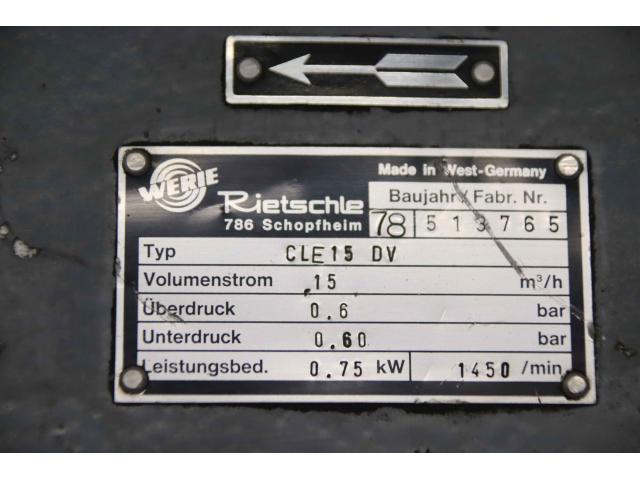 WERIE
Rietschle
786 Schopfheim
Made in West-Germany
Baujahr / Fabr. Nr.
78 513765
Typ CLE15 DV
Volumenstrom 15 m³/h
Überdruck 0.6 bar
Unterdruck 0.60 bar
Leistungsbed. 0.75 kW 1450 /min